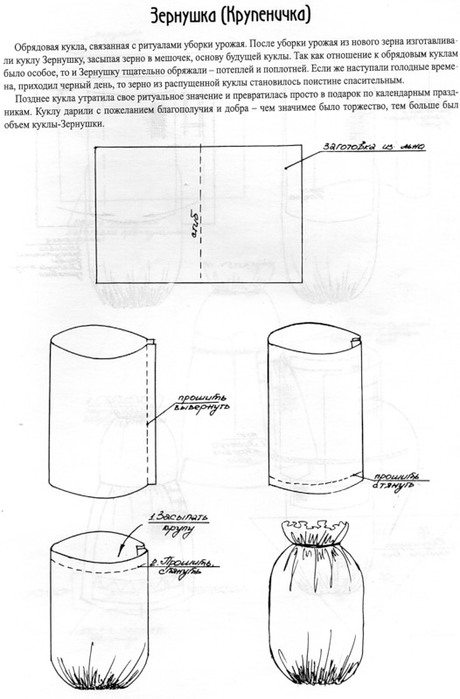 Зернушка (Крупеничка)
Обрядовая кукла, связанная с ритуалами уборки урожая. После уборки урожая из нового зерна изготавлива-
ли куклу Зернушку, засыпая зерно в мешочек, основу будущей куклы. Так как отношение к обрядовым куклам
было особое, то и Зернушку тщательно обряжали – потеплей и поплотней. Если же наступали голодные време-
на, приходил черный день, то зерно из распущенной куклы становилось поистине спасительным.
Позднее кукла утратила свое ритуальное значение и превратилась просто в подарок по календарным празд-
никам. Куклу дарили с пожеланием благополучия и добра – чем значимее было торжество, тем больше был
объем куклы-Зернушки.
заготовка из льна
сгиб
прошить
вывернуть
прошить
стянуть
1. Засыпать
крупу
2. Прошить,
стянуть